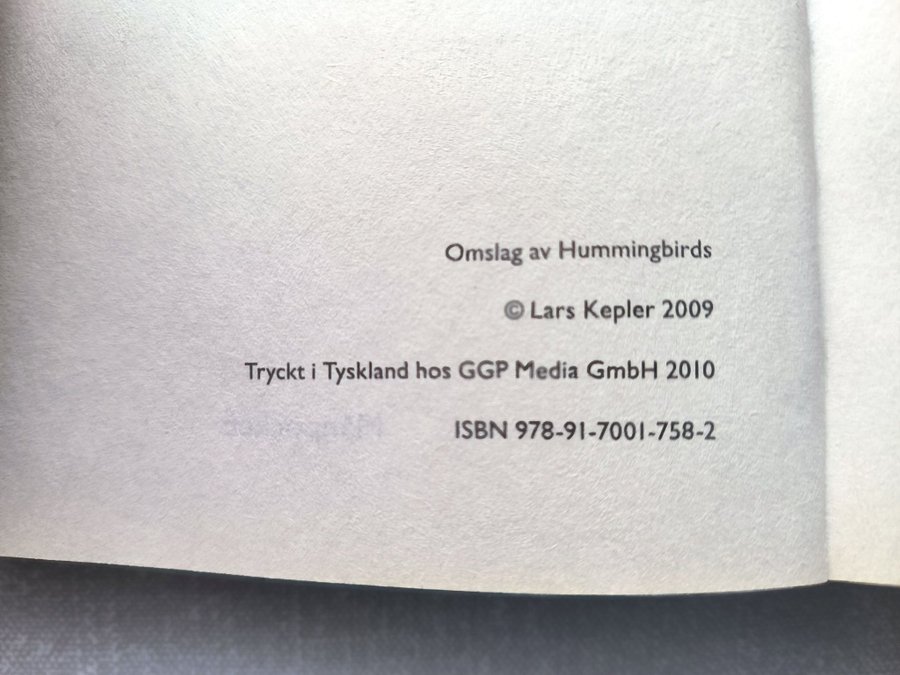 Omslag av Hummingbirds
© Lars Kepler 2009
Tryckt i Tyskland hos GGP Media GmbH 2010
ISBN 978-91-7001-758-2